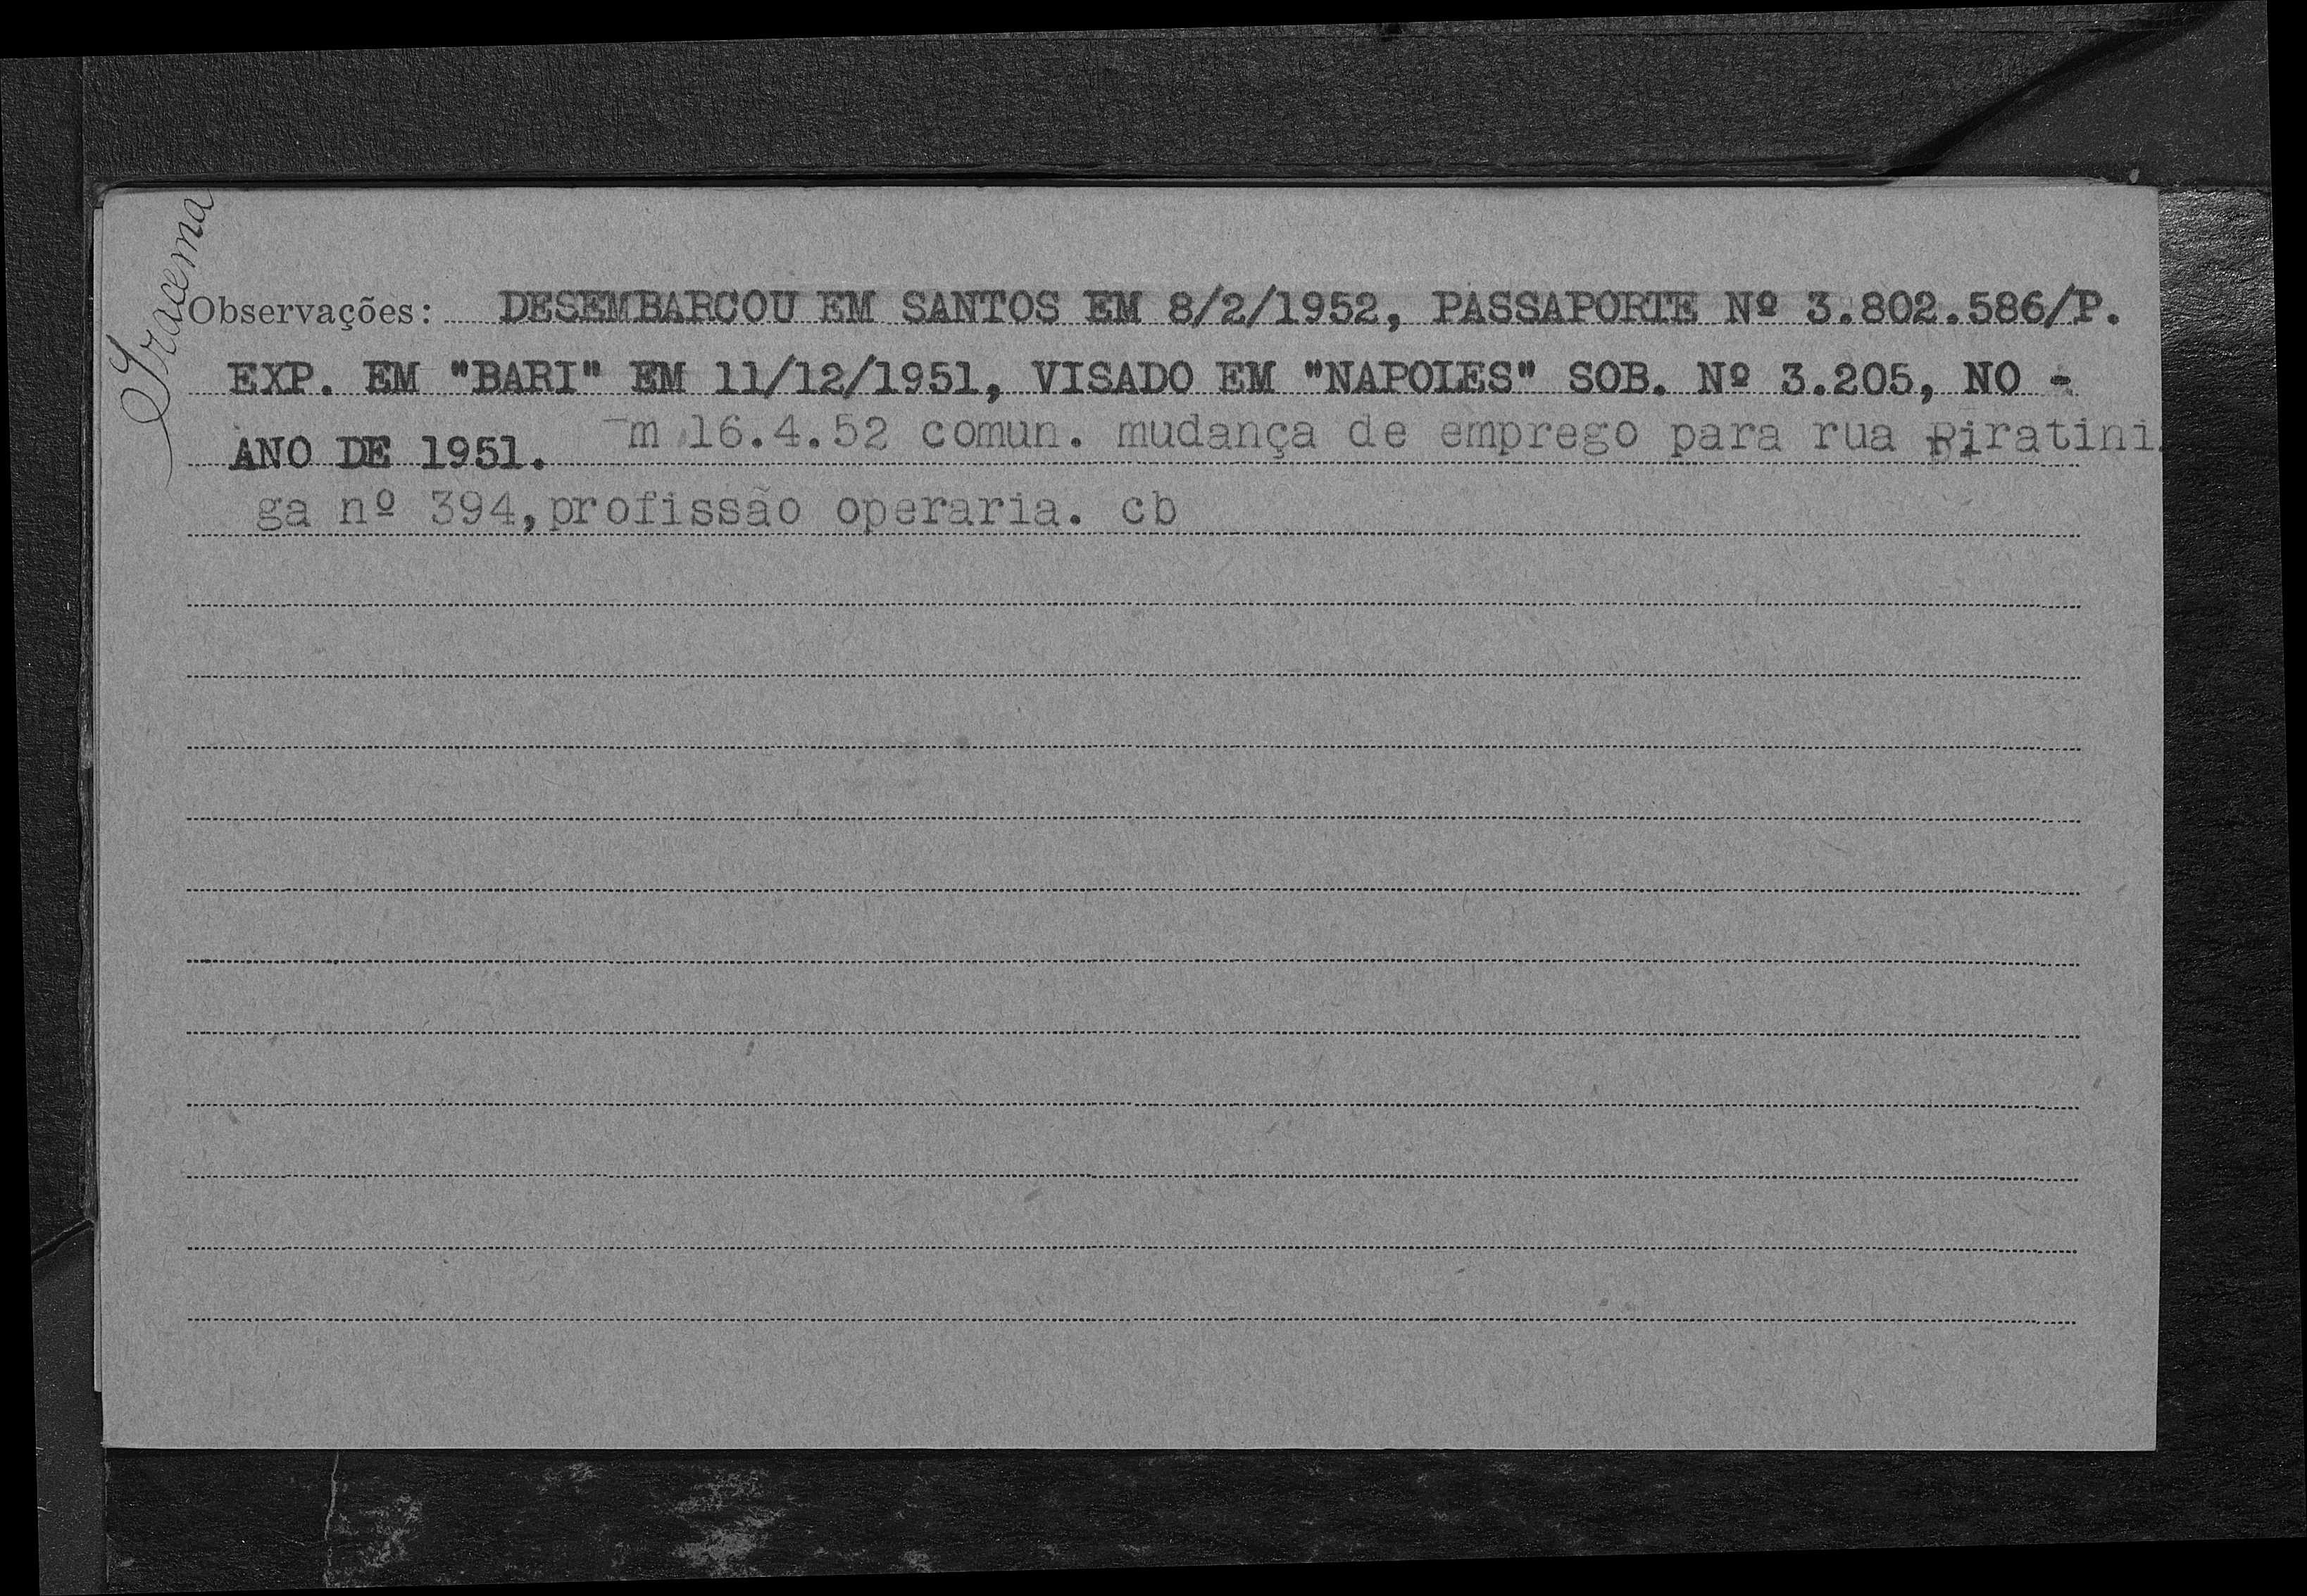 Iracema
Observações: DESEMBARCOU EM SANTOS EM 8/2/1952, PASSAPORTE Nº 3.802.586/P.
EXP. EM "BARI" EM 11/12/1951, VISADO EM "NAPOLES" SOB. Nº 3.205, NO -
ANO DE 1951. m 16.4.52 comun. mudança de emprego para rua Piratini
ga nº 394, profissão operaria. cb